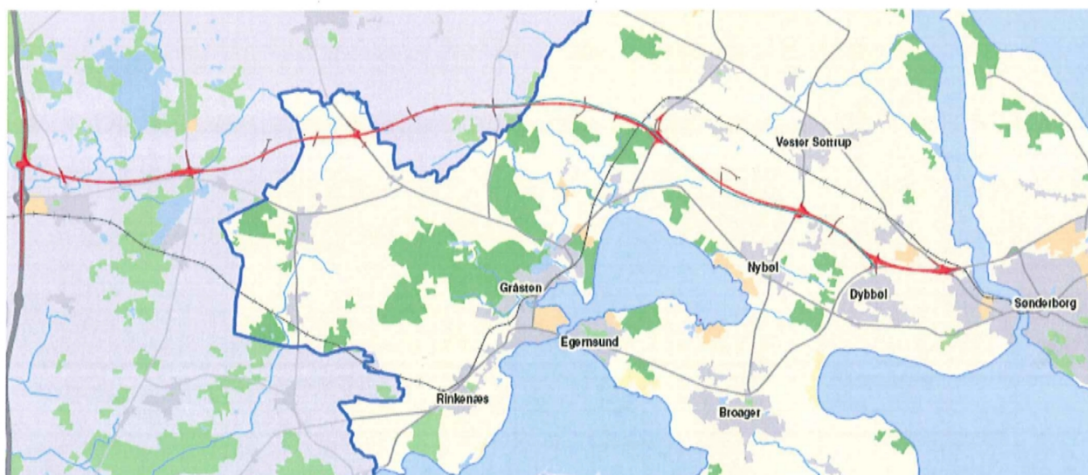 Vester Sottrup
Nybøl
Gråsten
Dybbøl
Sønderborg
Egernsund
Rinkenæs
Broager